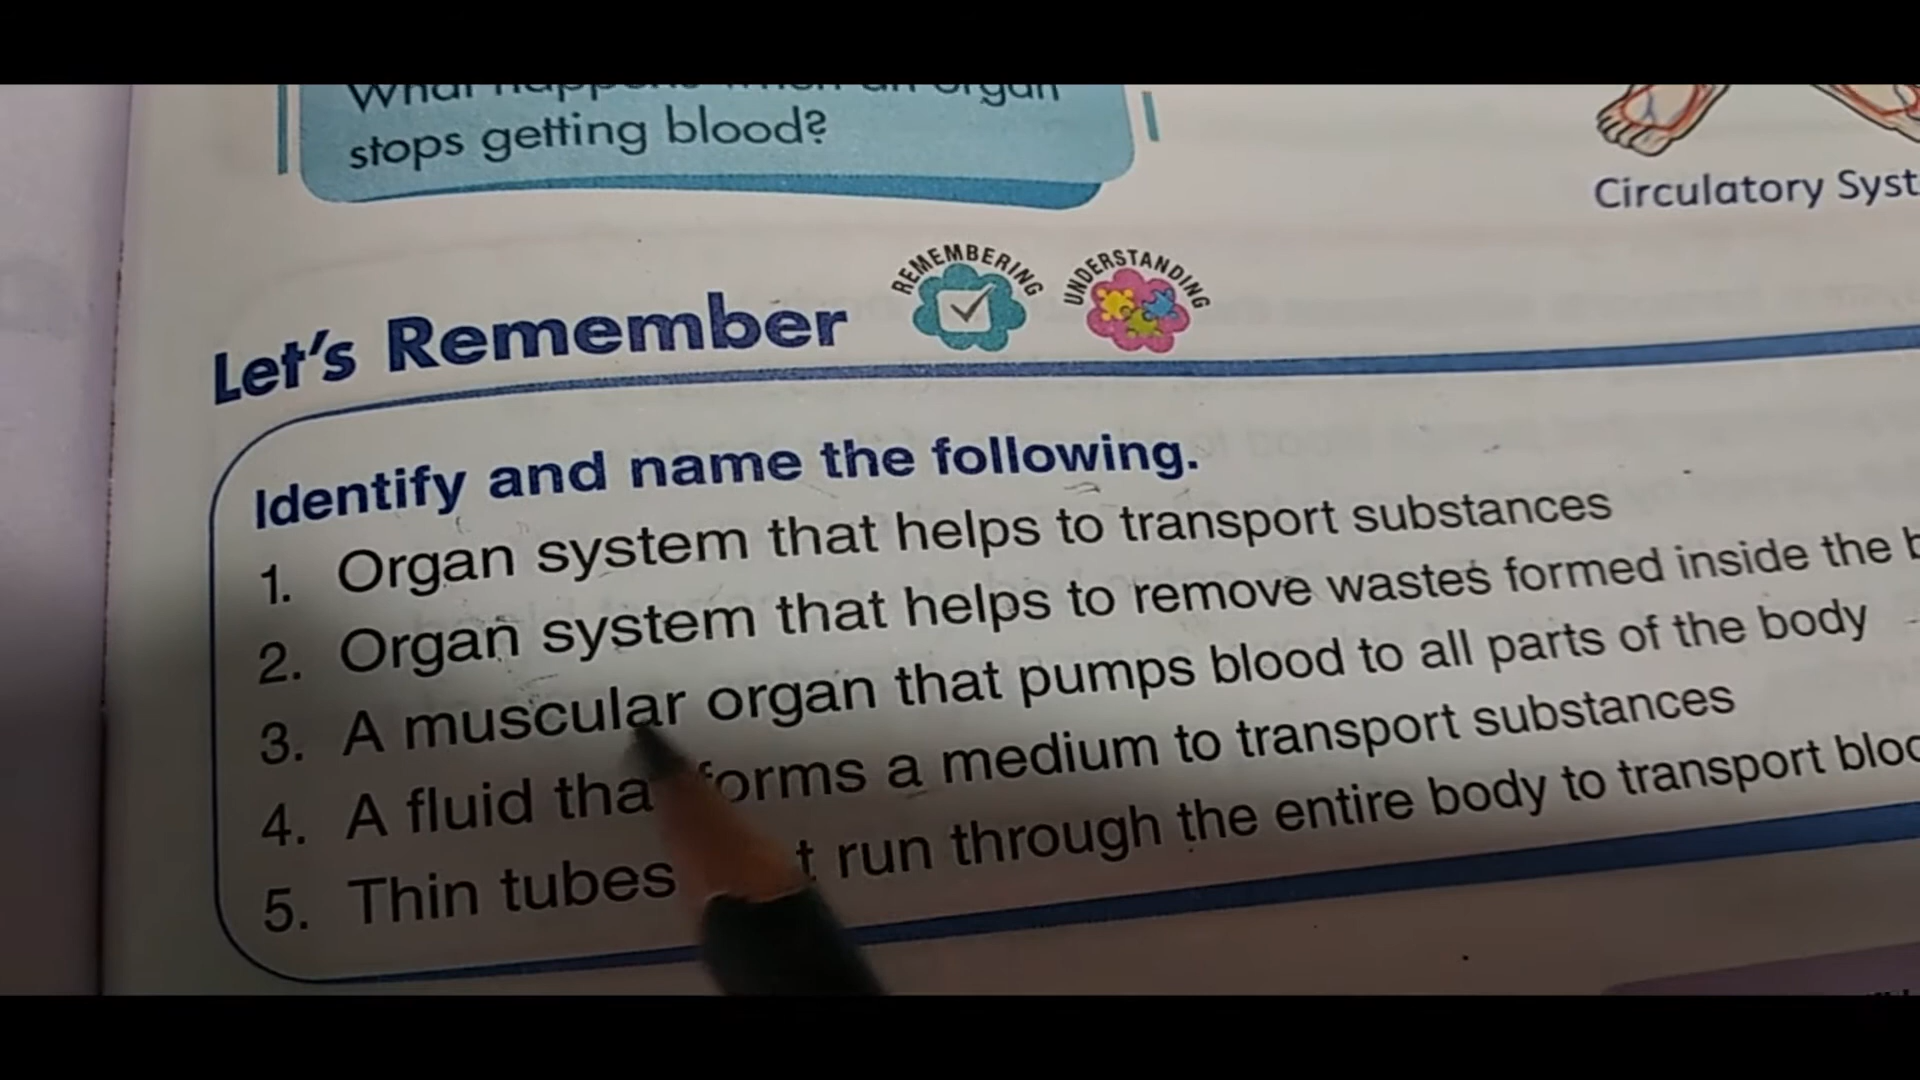 stops getting blood?
Circulatory Syst
REMEMBERING
UNDERSTANDING
Let's Remember
Identify and name the following.
1. Organ system that helps to transport substances
2. Organ system that helps to remove wastes formed inside the b
3. A muscular organ that pumps blood to all parts of the body
4. A fluid tha forms a medium to transport substances
5. Thin tubes t run through the entire body to transport bloo